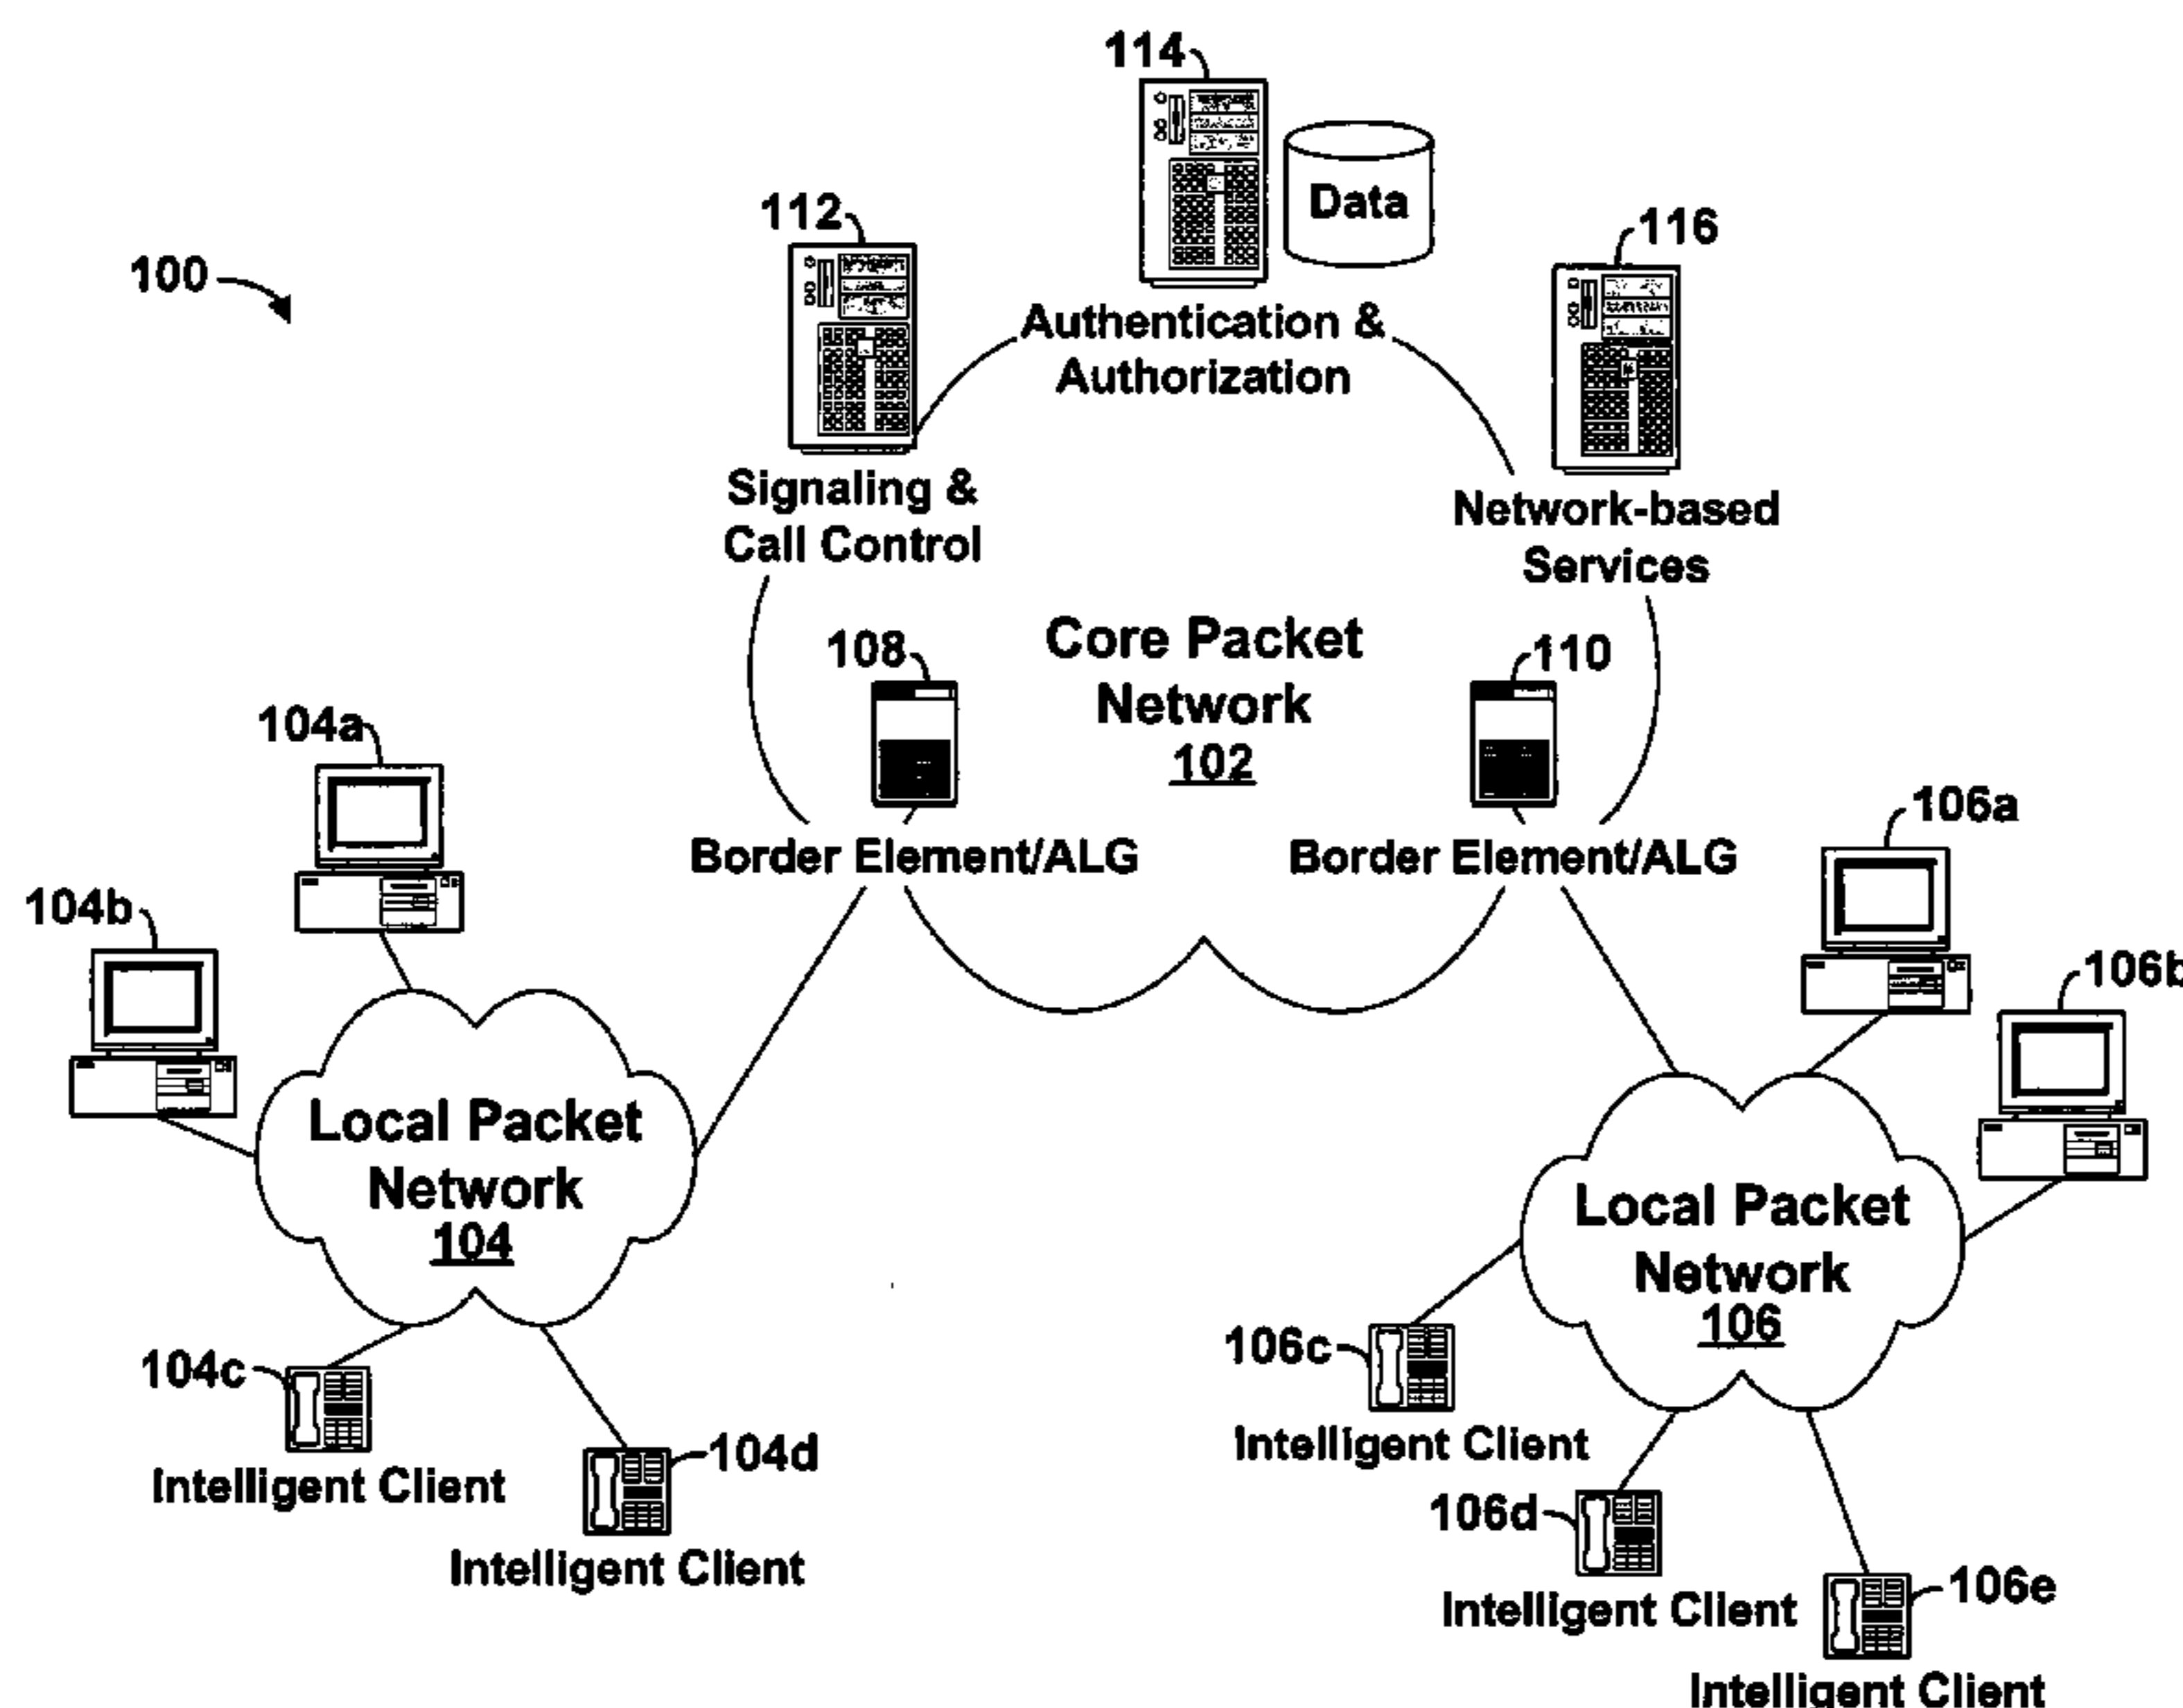 114
Data
112
116
100
Authentication &
Authorization
Signaling &
Call Control
Network-based
Services
Core Packet
Network
102
108
110
104a
106a
Border Element/ALG
Border Element/ALG
104b
106b
Local Packet
Network
104
Local Packet
Network
106
106c
104c
Intelligent Client
104d
Intelligent Client
Intelligent Client
106d
Intelligent Client
106e
Intelligent Client